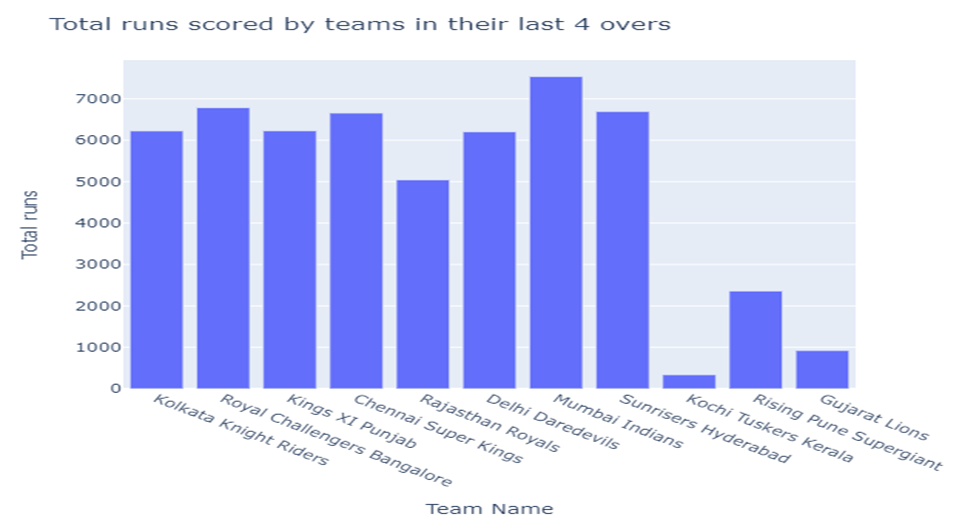 Total runs scored by teams in their last 4 overs
Total runs
7000
6000
5000
4000
3000
2000
1000
0
Kolkata Knight Riders
Royal Challengers Bangalore
Kings XI Punjab
Chennai Super Kings
Rajasthan Royals
Delhi Daredevils
Mumbai Indians
Sunrisers Hyderabad
Kochi Tuskers Kerala
Rising Pune Supergiant
Gujarat Lions
Team Name